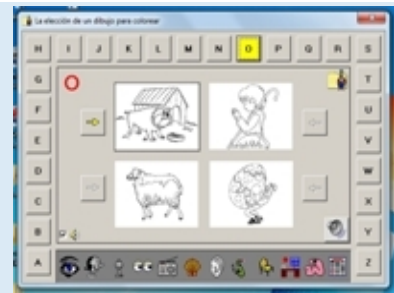 La elección de un dibujo para colorear
H I J K L M N O P Q R S
G O T
F U
E V
D W
C X
B Y
A Z